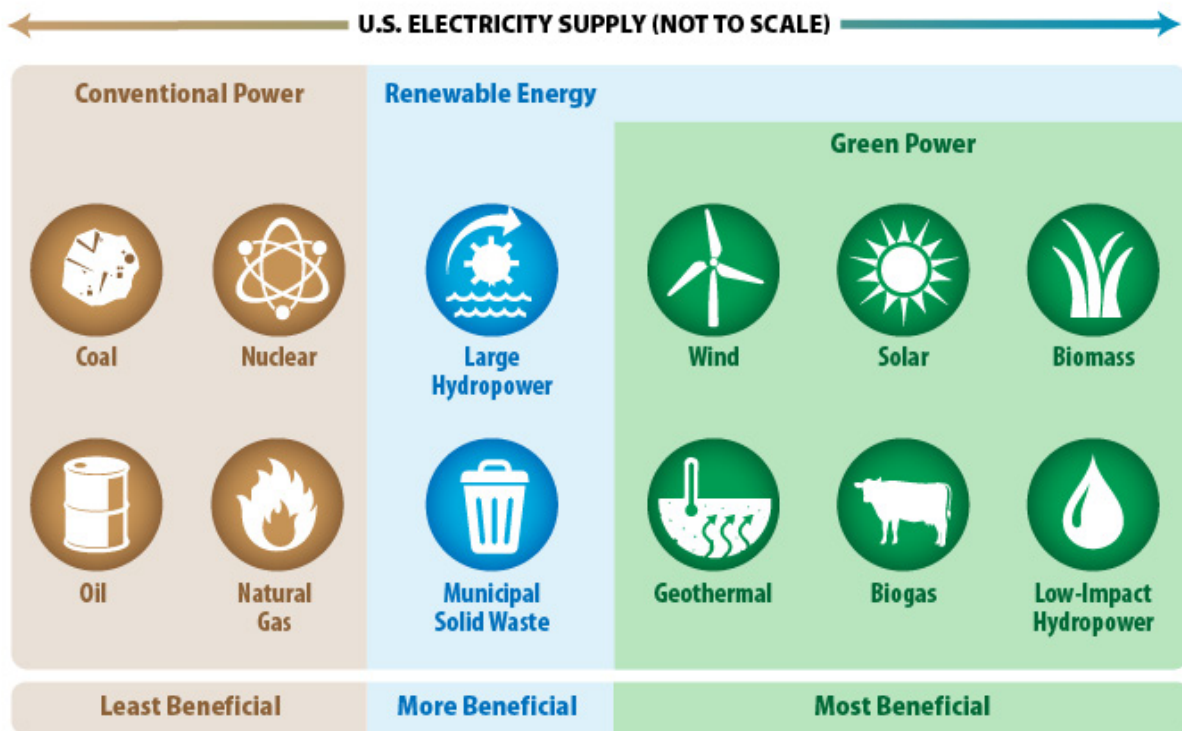 U.S. ELECTRICITY SUPPLY (NOT TO SCALE)
Conventional Power
Renewable Energy
Green Power
Coal
Nuclear
Large
Hydropower
Wind
Solar
Biomass
Oil
Natural
Gas
Municipal
Solid Waste
Geothermal
Biogas
Low-Impact
Hydropower
Least Beneficial
More Beneficial
Most Beneficial